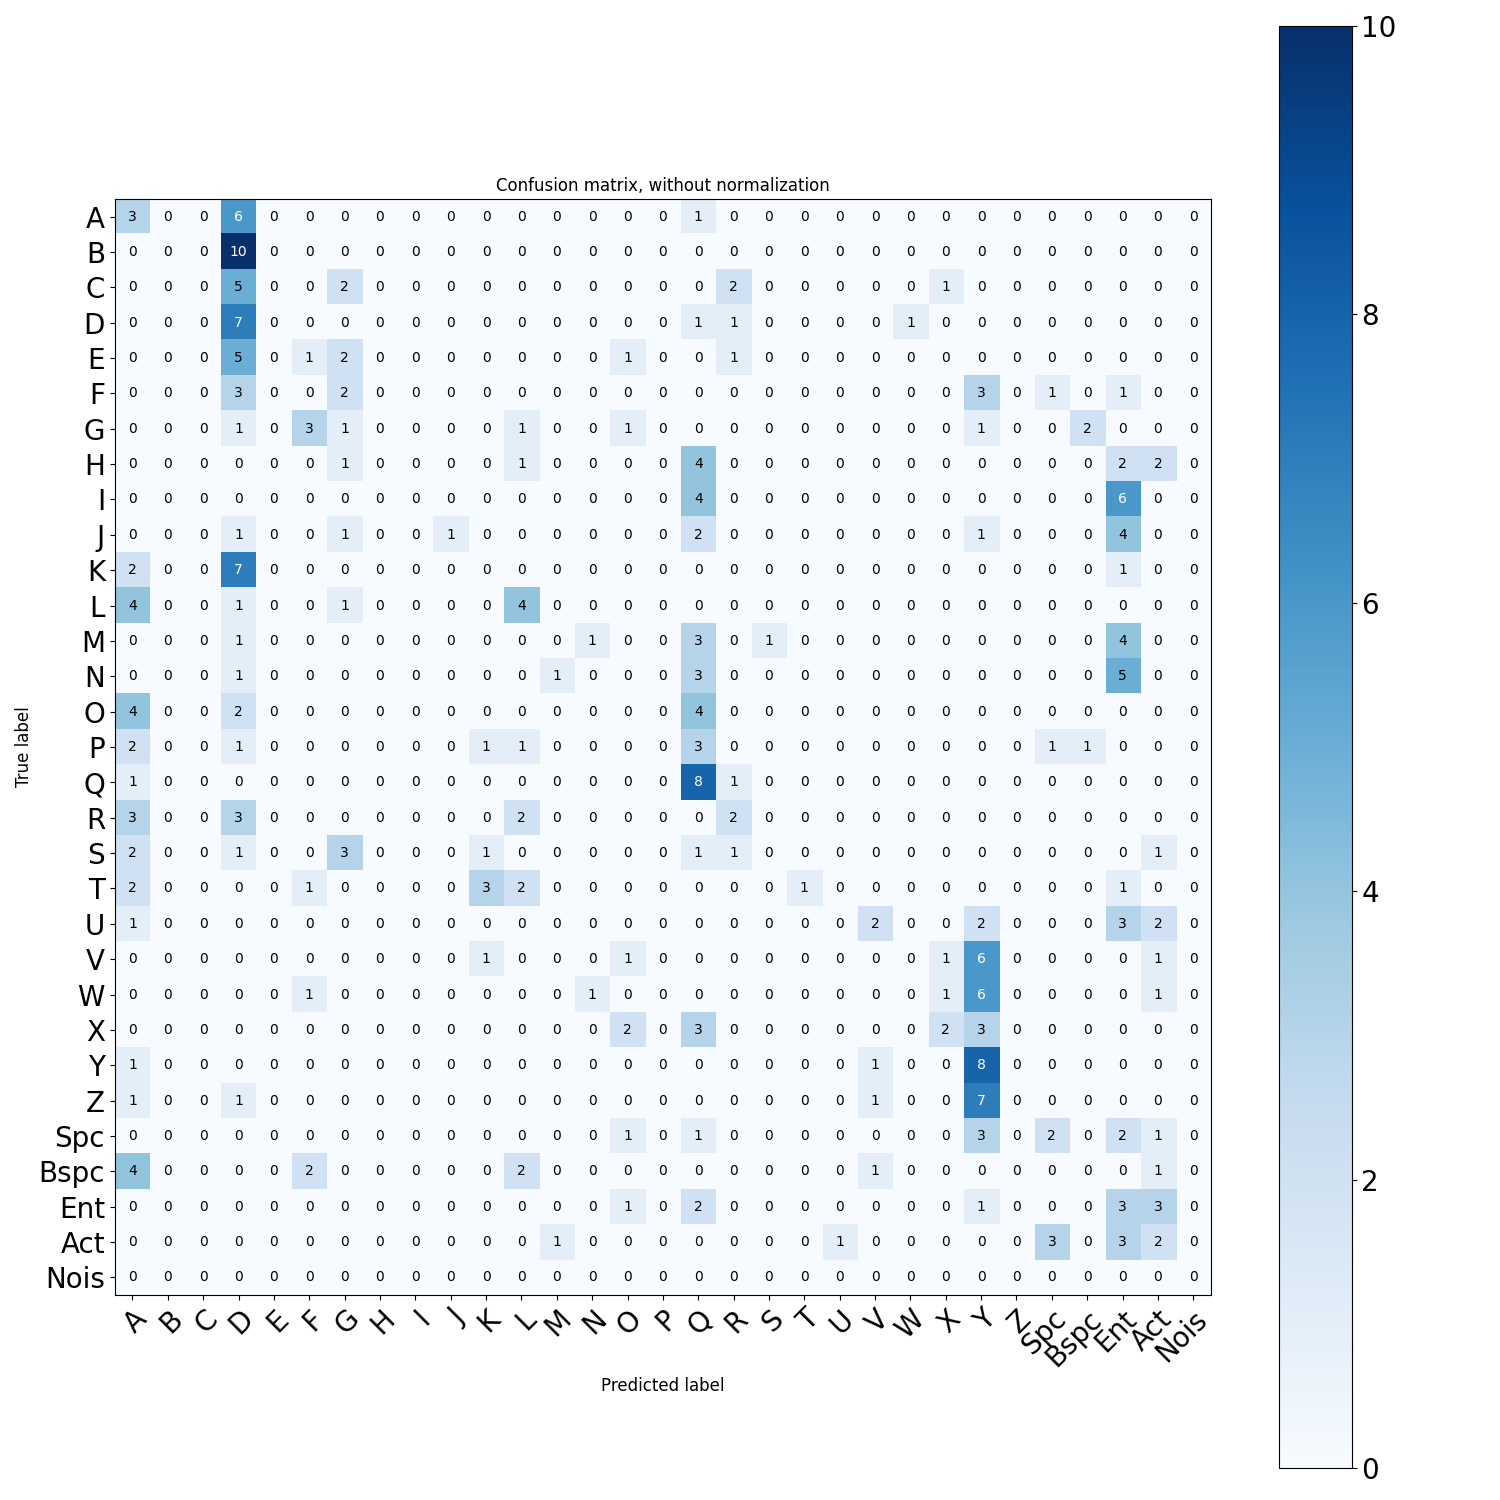 Confusion matrix, without normalization
A 3 0 0 6 0 0 0 0 0 0 0 0 0 0 0 0 1 0 0 0 0 0 0 0 0 0 0 0 0 0 0
B 0 0 0 10 0 0 0 0 0 0 0 0 0 0 0 0 0 0 0 0 0 0 0 0 0 0 0 0 0 0 0
C 0 0 0 5 0 0 2 0 0 0 0 0 0 0 0 0 0 2 0 0 0 0 0 1 0 0 0 0 0 0 0
D 0 0 0 7 0 0 0 0 0 0 0 0 0 0 0 0 1 1 0 0 0 0 1 0 0 0 0 0 0 0 0
E 0 0 0 5 0 1 2 0 0 0 0 0 0 0 1 0 0 1 0 0 0 0 0 0 0 0 0 0 0 0 0
F 0 0 0 3 0 0 2 0 0 0 0 0 0 0 0 0 0 0 0 0 0 0 0 0 3 0 1 0 1 0 0
G 0 0 0 1 0 3 1 0 0 0 0 1 0 0 1 0 0 0 0 0 0 0 0 0 1 0 0 2 0 0 0
H 0 0 0 0 0 0 1 0 0 0 0 1 0 0 0 0 4 0 0 0 0 0 0 0 0 0 0 0 2 2 0
I 0 0 0 0 0 0 0 0 0 0 0 0 0 0 0 0 4 0 0 0 0 0 0 0 0 0 0 0 6 0 0
J 0 0 0 1 0 0 1 0 0 1 0 0 0 0 0 0 2 0 0 0 0 0 0 0 1 0 0 0 4 0 0
K 2 0 0 7 0 0 0 0 0 0 0 0 0 0 0 0 0 0 0 0 0 0 0 0 0 0 0 0 1 0 0
L 4 0 0 1 0 0 1 0 0 0 0 4 0 0 0 0 0 0 0 0 0 0 0 0 0 0 0 0 0 0 0
M 0 0 0 1 0 0 0 0 0 0 0 0 0 1 0 0 3 0 1 0 0 0 0 0 0 0 0 0 4 0 0
N 0 0 0 1 0 0 0 0 0 0 0 0 1 0 0 0 3 0 0 0 0 0 0 0 0 0 0 0 5 0 0
O 4 0 0 2 0 0 0 0 0 0 0 0 0 0 0 0 4 0 0 0 0 0 0 0 0 0 0 0 0 0 0
P 2 0 0 1 0 0 0 0 0 0 1 1 0 0 0 0 3 0 0 0 0 0 0 0 0 0 1 1 0 0 0
Q 1 0 0 0 0 0 0 0 0 0 0 0 0 0 0 0 8 1 0 0 0 0 0 0 0 0 0 0 0 0 0
R 3 0 0 3 0 0 0 0 0 0 0 2 0 0 0 0 0 2 0 0 0 0 0 0 0 0 0 0 0 0 0
S 2 0 0 1 0 0 3 0 0 0 1 0 0 0 0 0 1 1 0 0 0 0 0 0 0 0 0 0 0 1 0
T 2 0 0 0 0 1 0 0 0 0 3 2 0 0 0 0 0 0 0 1 0 0 0 0 0 0 0 0 1 0 0
U 1 0 0 0 0 0 0 0 0 0 0 0 0 0 0 0 0 0 0 0 0 2 0 0 2 0 0 0 3 2 0
V 0 0 0 0 0 0 0 0 0 0 1 0 0 0 1 0 0 0 0 0 0 0 0 1 6 0 0 0 0 1 0
W 0 0 0 0 0 1 0 0 0 0 0 0 0 1 0 0 0 0 0 0 0 0 0 1 6 0 0 0 0 1 0
X 0 0 0 0 0 0 0 0 0 0 0 0 0 0 2 0 3 0 0 0 0 0 0 2 3 0 0 0 0 0 0
Y 1 0 0 0 0 0 0 0 0 0 0 0 0 0 0 0 0 0 0 0 0 1 0 0 8 0 0 0 0 0 0
Z 1 0 0 1 0 0 0 0 0 0 0 0 0 0 0 0 0 0 0 0 0 1 0 0 7 0 0 0 0 0 0
Spc 0 0 0 0 0 0 0 0 0 0 0 0 0 0 1 0 1 0 0 0 0 0 0 0 3 0 2 0 2 1 0
Bspc 4 0 0 0 0 2 0 0 0 0 0 2 0 0 0 0 0 0 0 0 0 1 0 0 0 0 0 0 0 1 0
Ent 0 0 0 0 0 0 0 0 0 0 0 0 0 0 1 0 2 0 0 0 0 0 0 0 1 0 0 0 3 3 0
Act 0 0 0 0 0 0 0 0 0 0 0 0 1 0 0 0 0 0 0 0 1 0 0 0 0 0 3 0 3 2 0
Nois 0 0 0 0 0 0 0 0 0 0 0 0 0 0 0 0 0 0 0 0 0 0 0 0 0 0 0 0 0 0 0
A B C D E F G H I J K L M N O P Q R S T U V W X Y Z Spc Bspc Ent Act Nois
Predicted label
True label
10
8
6
4
2
0